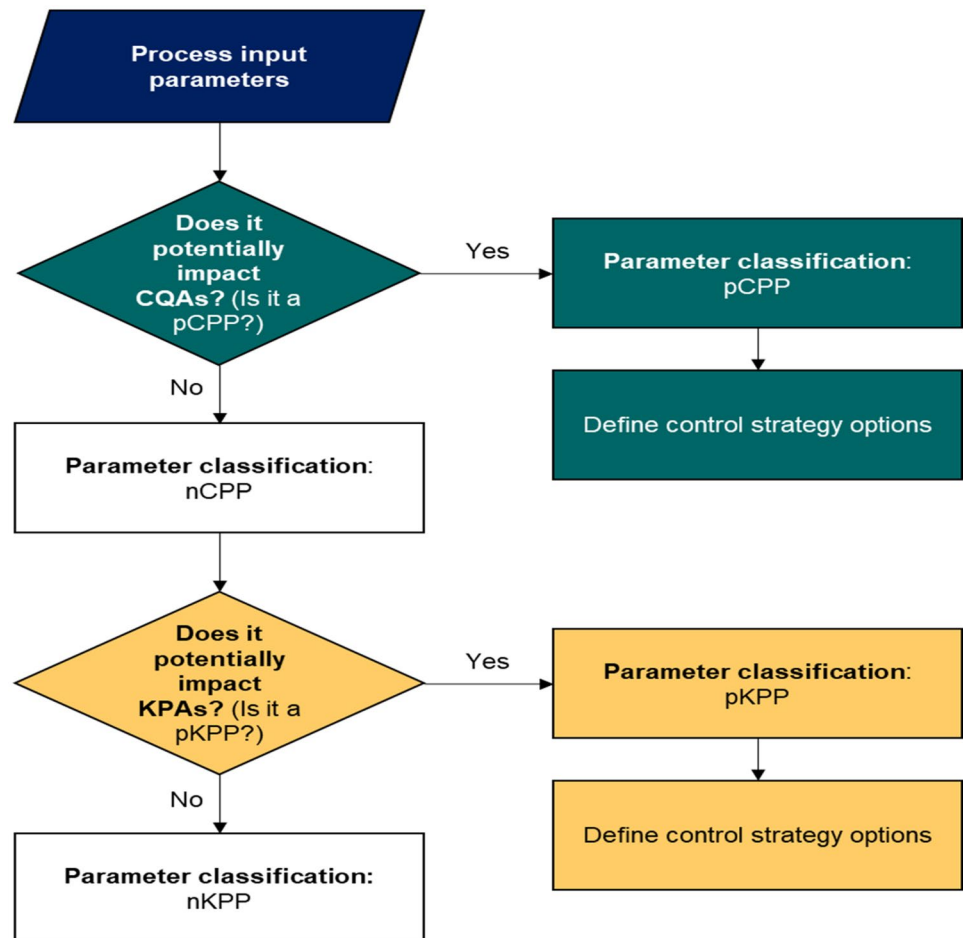 Process input
parameters
Does it
potentially
impact
CQAs? (Is it a
pCPP?)
Yes
Parameter classification:
pCPP
Define control strategy options
No
Parameter classification:
nCPP
Does it
potentially
impact
KPAs? (Is it a
pKPP?)
Yes
Parameter classification:
pKPP
Define control strategy options
No
Parameter classification:
nKPP